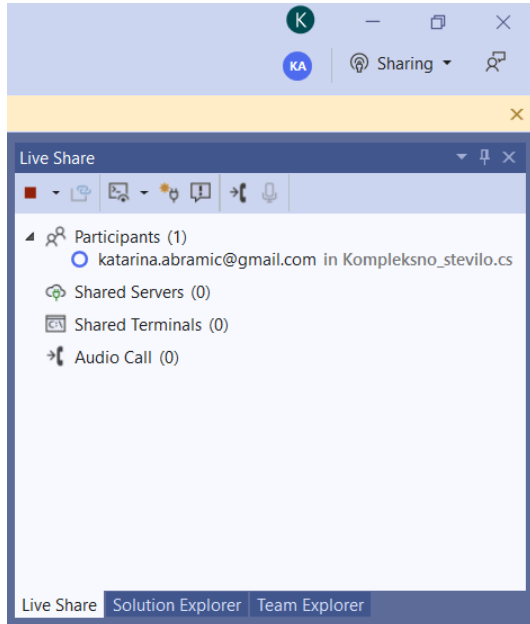 K
KA Sharing
Live Share
Participants (1)
katarina.abramic@gmail.com in Kompleksno_stevilo.cs
Shared Servers (0)
C:\ Shared Terminals (0)
Audio Call (0)
Live Share Solution Explorer Team Explorer